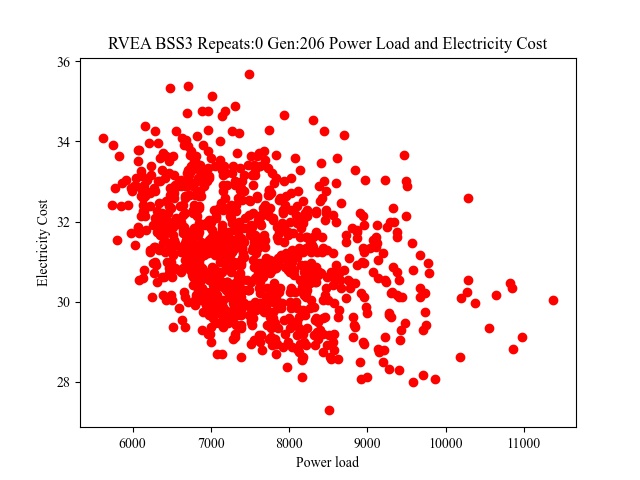 RVEA BSS3 Repeats:0 Gen:206 Power Load and Electricity Cost
36
34
32
30
28
Electricity Cost
6000 7000 8000 9000 10000 11000
Power load